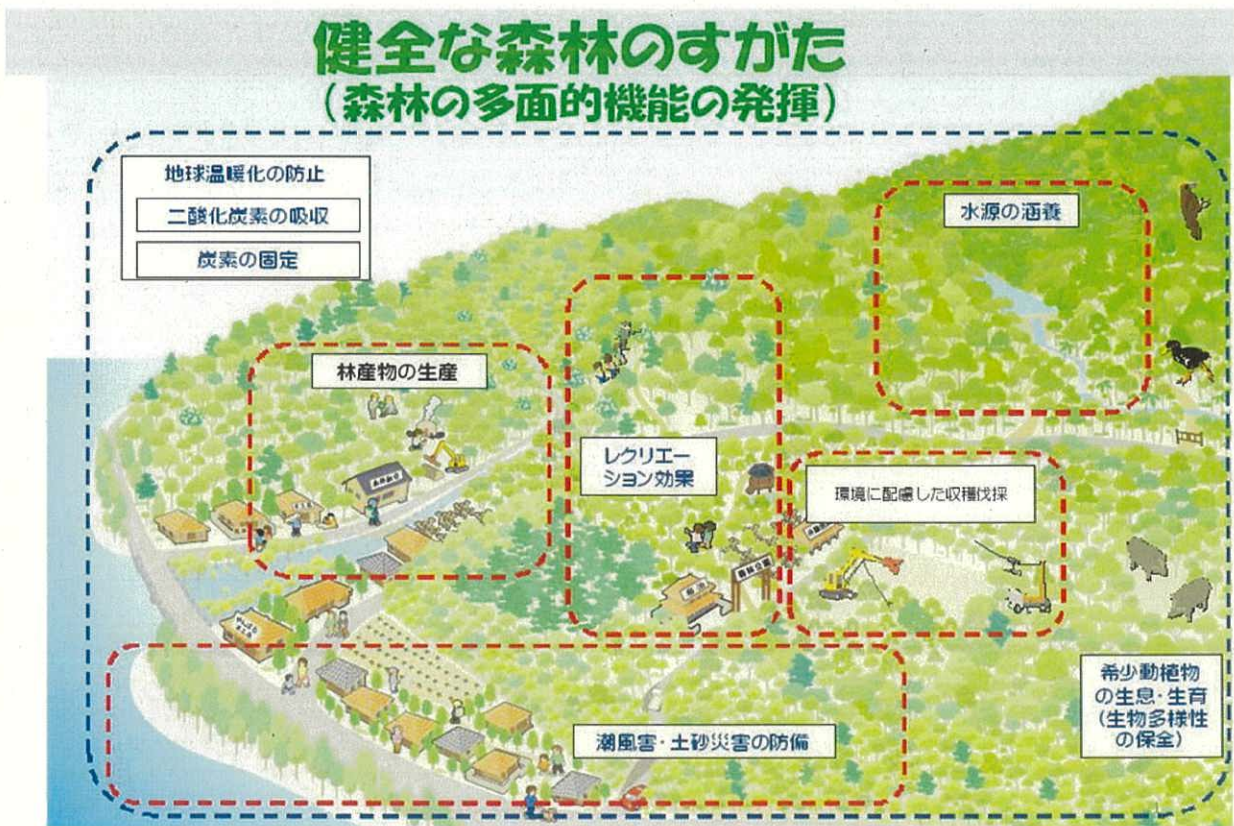 健全な森林のすがた
(森林の多面的機能の発揮)
地球温暖化の防止
二酸化炭素の吸収
炭素の固定
水源の涵養
林産物の生産
レクリエー
ション効果
環境に配慮した収穫伐採
森林公園
希少動植物
の生息・生育
(生物多様性
の保全)
潮風害・土砂災害の防備